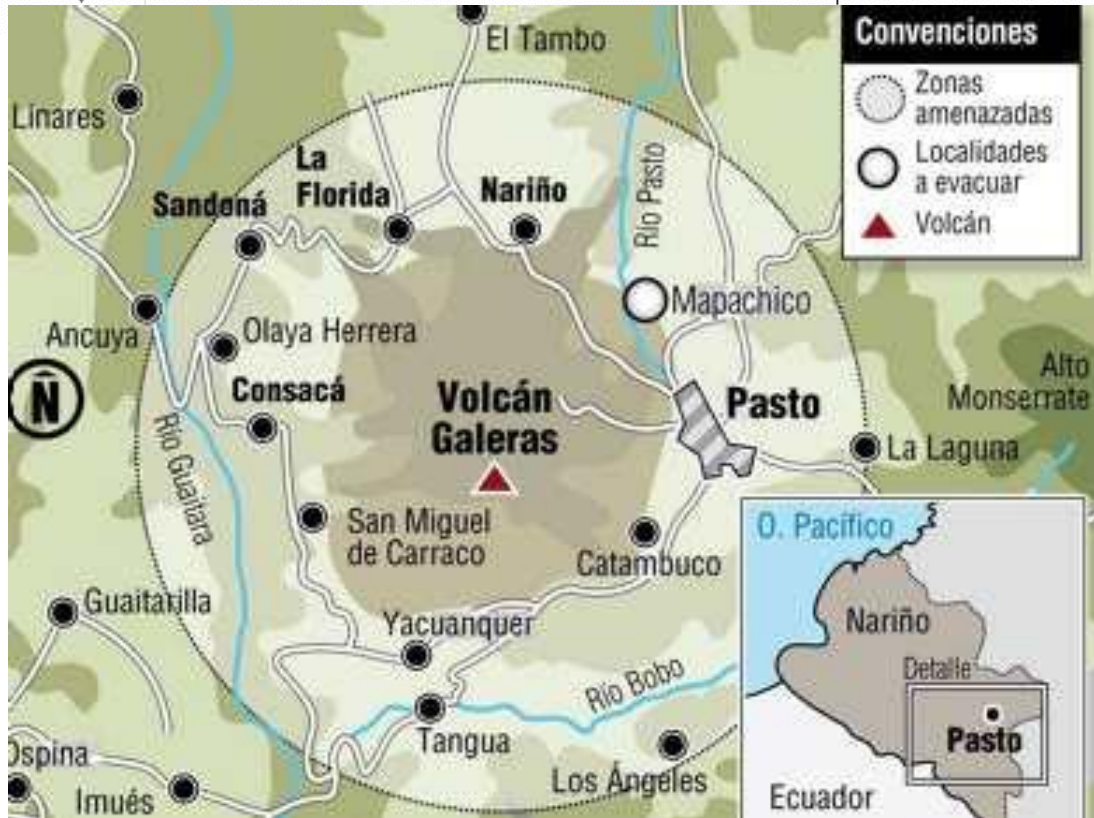 El Tambo
Convenciones
Zonas
amenazadas
Localidades
a evacuar
Volcán
Linares
La
Florida
Sandoná
Nariño
Río Pasto
Mapachico
Ancuya
Olaya Herrera
N
Consacá
Volcán
Galeras
Pasto
Alto
Monserrate
La Laguna
Río Guaitara
San Miguel
de Carraco
Catambuco
Guaitarilla
Yacuanquer
Río Bobo
Tangua
Los Ángeles
Ospina
Imués
O. Pacífico
Nariño
Detalle
Pasto
Ecuador